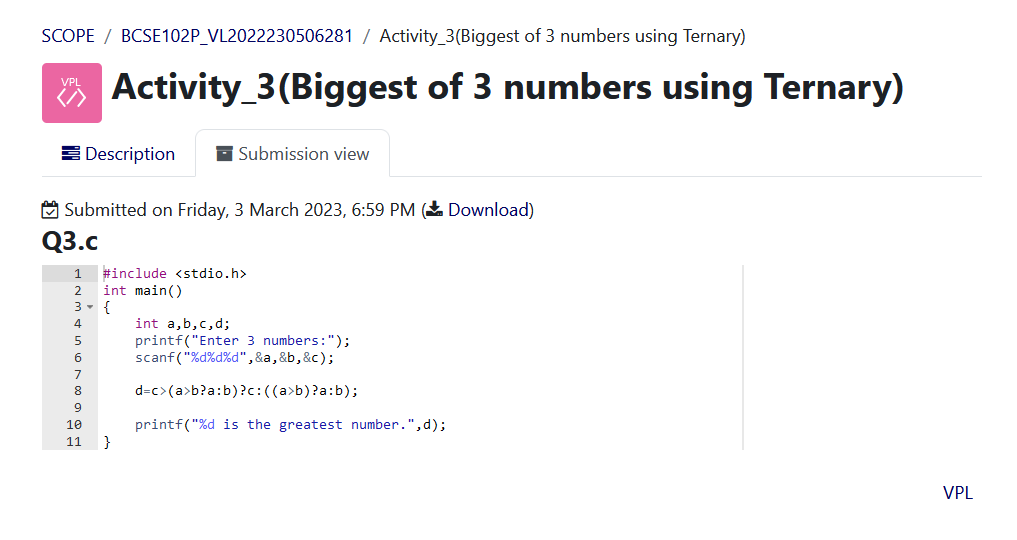 SCOPE / BCSE102P_VL2022230506281 / Activity_3(Biggest of 3 numbers using Ternary)
VPL
</>
Activity_3(Biggest of 3 numbers using Ternary)
Description
Submission view
Submitted on Friday, 3 March 2023, 6:59 PM (Download)
Q3.c
1 #include <stdio.h>
2 int main()
3 {
4     int a,b,c,d;
5     printf("Enter 3 numbers:");
6     scanf("%d%d%d",&a,&b,&c);
7
8     d=c>(a>b?a:b)?c:((a>b)?a:b);
9
10     printf("%d is the greatest number.",d);
11 }
VPL